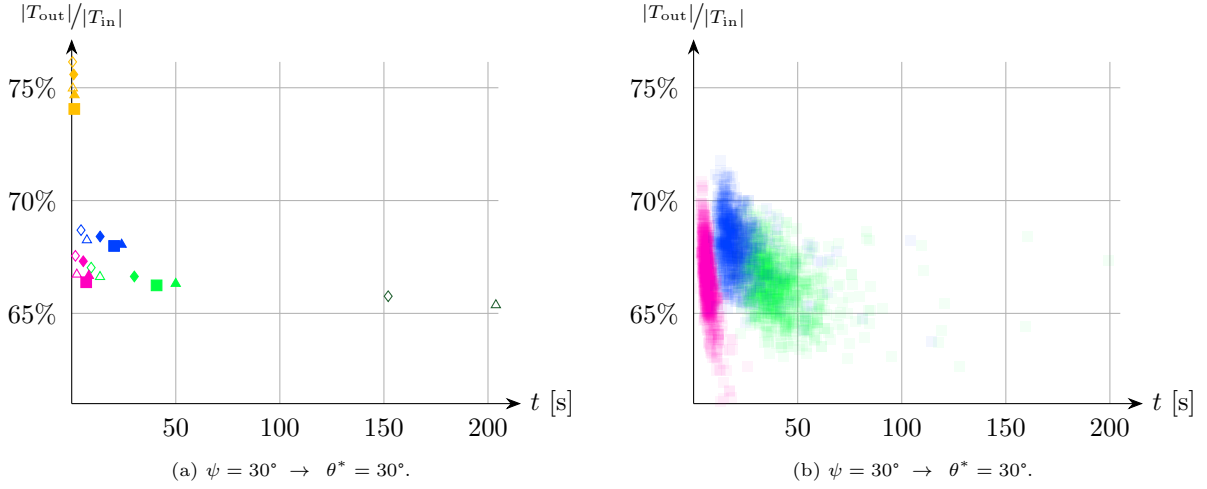 |T_out|/|T_in|
75%
70%
65%
50
100
150
200
t [s]
(a) ψ = 30° → θ* = 30°.
|T_out|/|T_in|
75%
70%
65%
50
100
150
200
t [s]
(b) ψ = 30° → θ* = 30°.